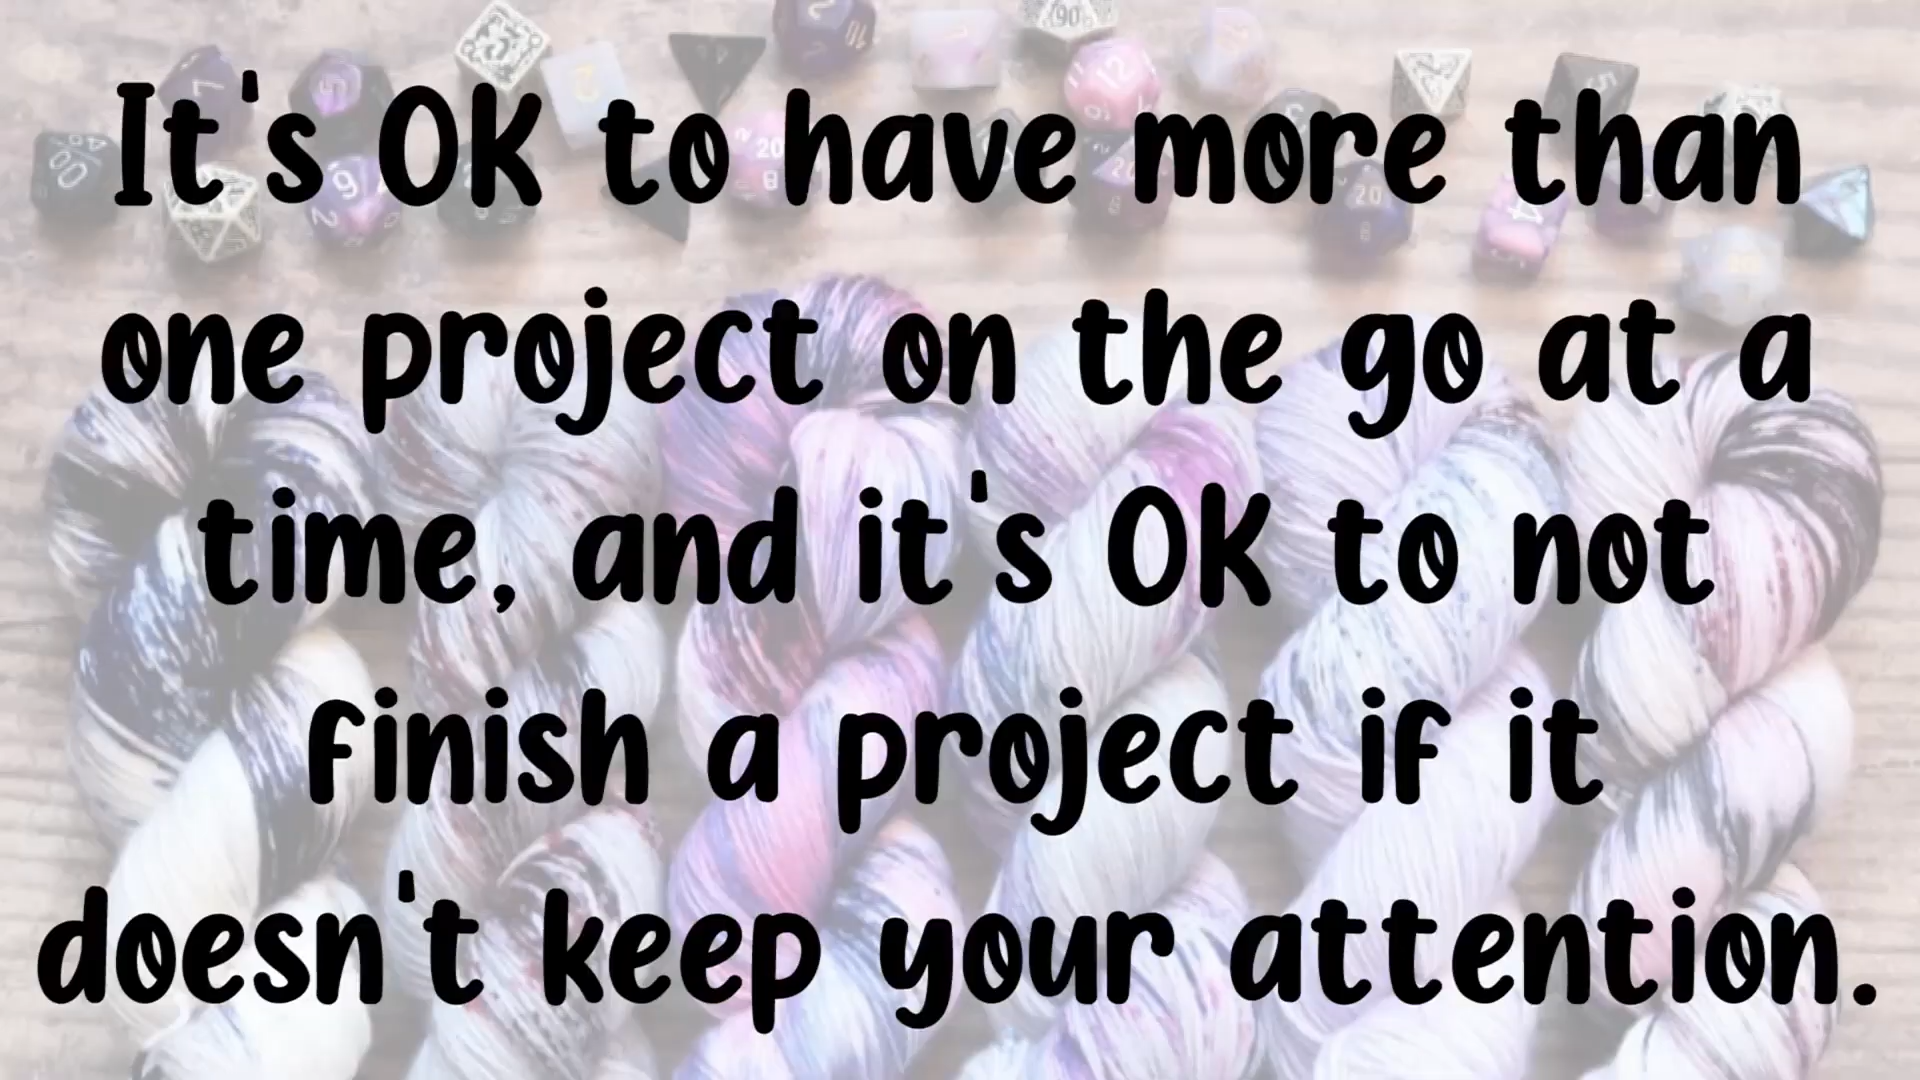 It's OK to have more than
one project on the go at a
time, and it's OK to not
finish a project if it
doesn't keep your attention.